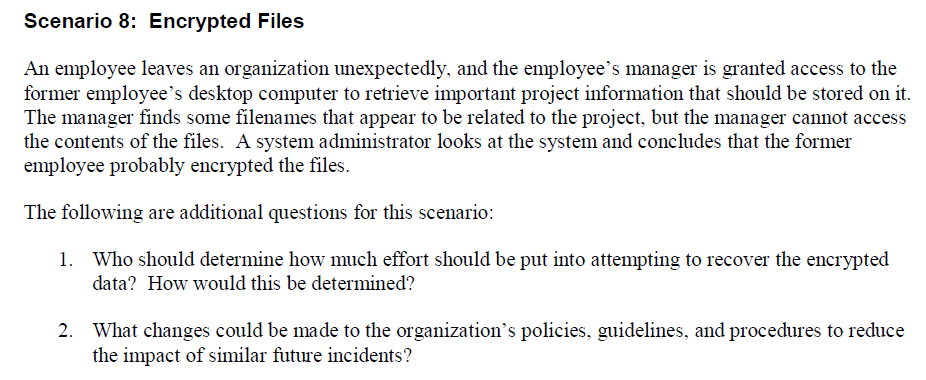 Scenario 8:  Encrypted Files
An employee leaves an organization unexpectedly, and the employee’s manager is granted access to the
former employee’s desktop computer to retrieve important project information that should be stored on it.
The manager finds some filenames that appear to be related to the project, but the manager cannot access
the contents of the files.  A system administrator looks at the system and concludes that the former
employee probably encrypted the files.
The following are additional questions for this scenario:
1. Who should determine how much effort should be put into attempting to recover the encrypted
data?  How would this be determined?
2. What changes could be made to the organization’s policies, guidelines, and procedures to reduce
the impact of similar future incidents?